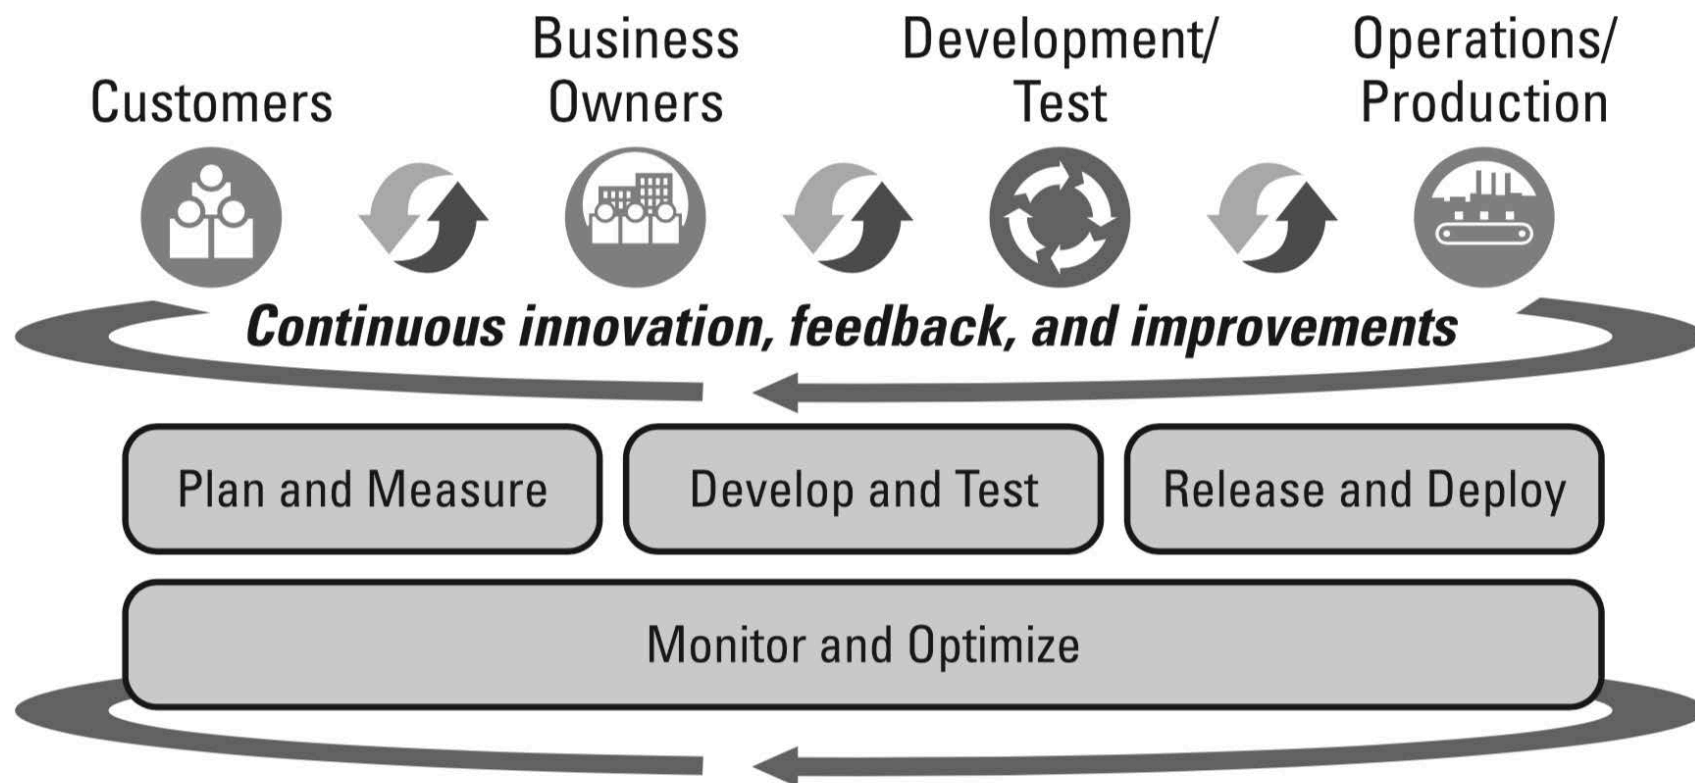 Customers
Business
Owners
Development/
Test
Operations/
Production
Continuous innovation, feedback, and improvements
Plan and Measure
Develop and Test
Release and Deploy
Monitor and Optimize